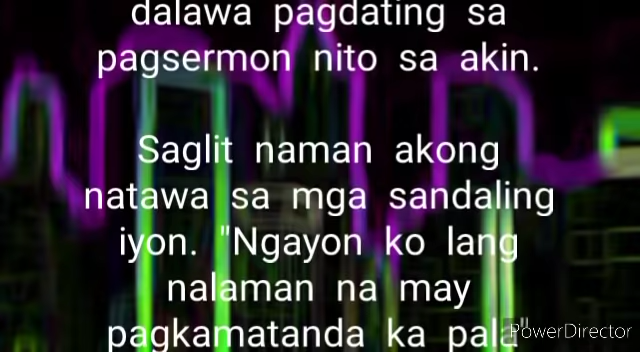 dalawa pagdating sa
pagsermon nito sa akin.
Saglit naman akong
natawa sa mga sandaling
iyon. "Ngayon ko lang
nalaman na may
pagkamatanda ka pala"
PowerDirector